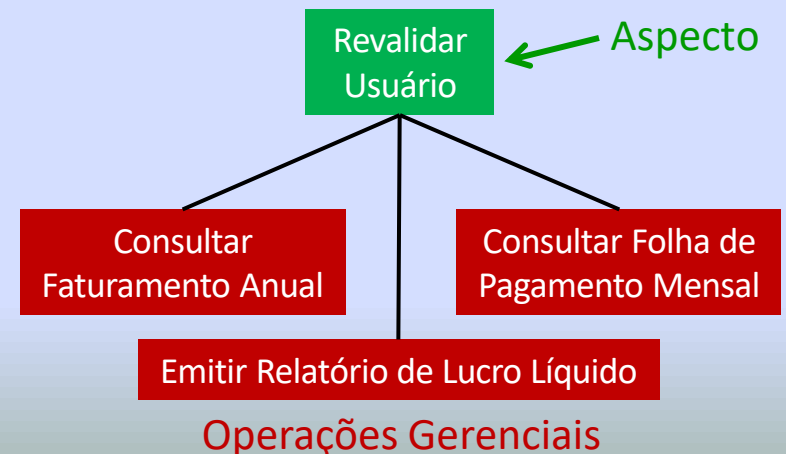 Revalidar
Usuário
Aspecto
Consultar
Faturamento Anual
Consultar Folha de
Pagamento Mensal
Emitir Relatório de Lucro Líquido
Operações Gerenciais